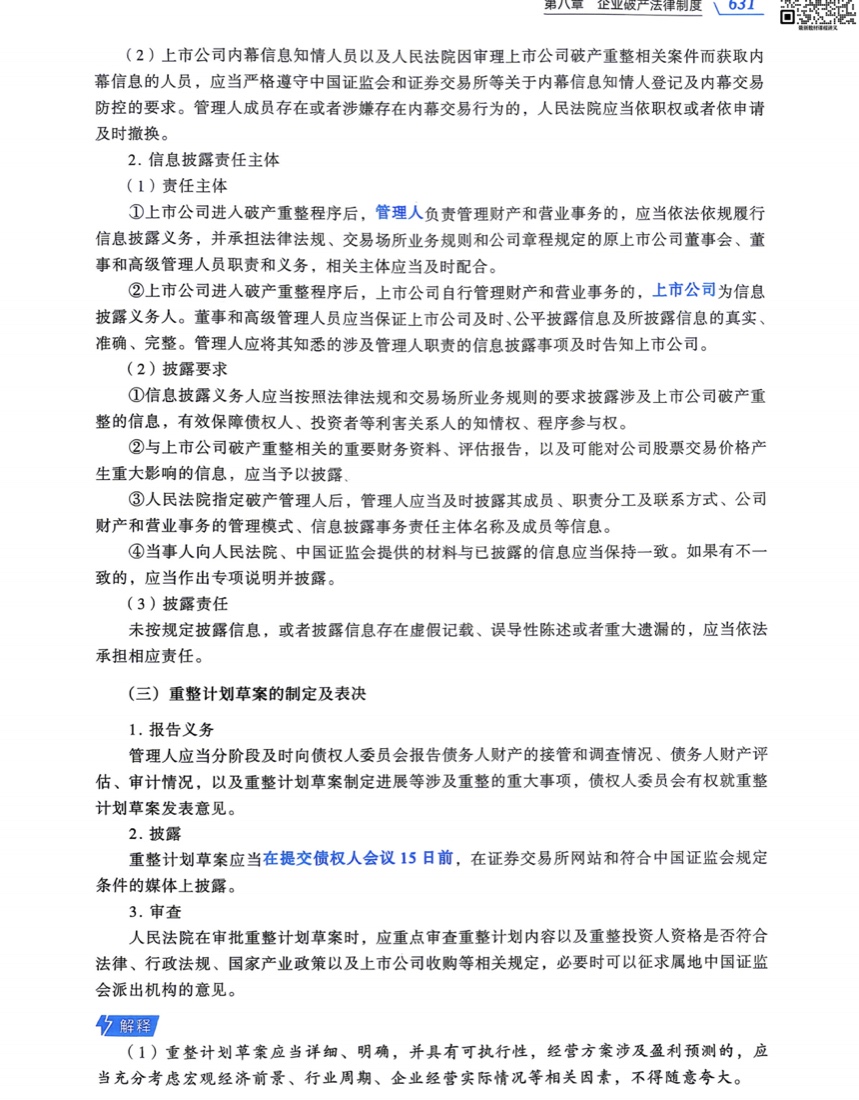 第八章 企业破产法律制度 631
（2）上市公司内幕信息知情人员以及人民法院因审理上市公司破产重整相关案件而获取内
幕信息的人员，应当严格遵守中国证监会和证券交易所等关于内幕信息知情人登记及内幕交易
防控的要求。管理人成员存在或者涉嫌存在内幕交易行为的，人民法院应当依职权或者依申请
及时撤换。
2. 信息披露责任主体
（1）责任主体
①上市公司进入破产重整程序后，管理人负责管理财产和营业事务的，应当依法依规履行
信息披露义务，并承担法律法规、交易场所业务规则和公司章程规定的原上市公司董事会、董
事和高级管理人员职责和义务，相关主体应当及时配合。
②上市公司进入破产重整程序后，上市公司自行管理财产和营业事务的，上市公司为信息
披露义务人。董事和高级管理人员应当保证上市公司及时、公平披露信息及所披露信息的真实、
准确、完整。管理人应将其知悉的涉及管理人职责的信息披露事项及时告知上市公司。
（2）披露要求
①信息披露义务人应当按照法律法规和交易场所业务规则的要求披露涉及上市公司破产重
整的信息，有效保障债权人、投资者等利害关系人的知情权、程序参与权。
②与上市公司破产重整相关的重要财务资料、评估报告，以及可能对公司股票交易价格产
生重大影响的信息，应当予以披露、
③人民法院指定破产管理人后，管理人应当及时披露其成员、职责分工及联系方式、公司
财产和营业事务的管理模式、信息披露事务责任主体名称及成员等信息。
④当事人向人民法院、中国证监会提供的材料与已披露的信息应当保持一致。如果有不一
致的，应当作出专项说明并披露。
（3）披露责任
未按规定披露信息，或者披露信息存在虚假记载、误导性陈述或者重大遗漏的，应当依法
承担相应责任。
（三）重整计划草案的制定及表决
1. 报告义务
管理人应当分阶段及时向债权人委员会报告债务人财产的接管和调查情况、债务人财产评
估、审计情况，以及重整计划草案制定进展等涉及重整的重大事项，债权人委员会有权就重整
计划草案发表意见。
2. 披露
重整计划草案应当在提交债权人会议 15 日前，在证券交易所网站和符合中国证监会规定
条件的媒体上披露。
3. 审查
人民法院在审批重整计划草案时，应重点审查重整计划内容以及重整投资人资格是否符合
法律、行政法规、国家产业政策以及上市公司收购等相关规定，必要时可以征求属地中国证监
会派出机构的意见。
解释
（1）重整计划草案应当详细、明确，并具有可执行性，经营方案涉及盈利预测的，应
当充分考虑宏观经济前景、行业周期、企业经营实际情况等相关因素，不得随意夸大。